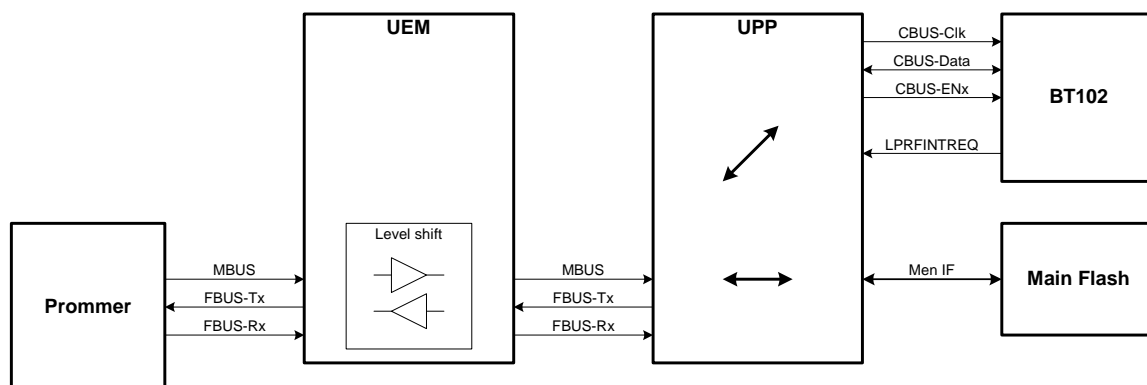 UEM
UPP
CBUS-Clk
CBUS-Data
CBUS-ENx
BT102
LPRFINTREQ
Level shift
Prommer
MBUS
FBUS-Tx
FBUS-Rx
MBUS
FBUS-Tx
FBUS-Rx
Men IF
Main Flash